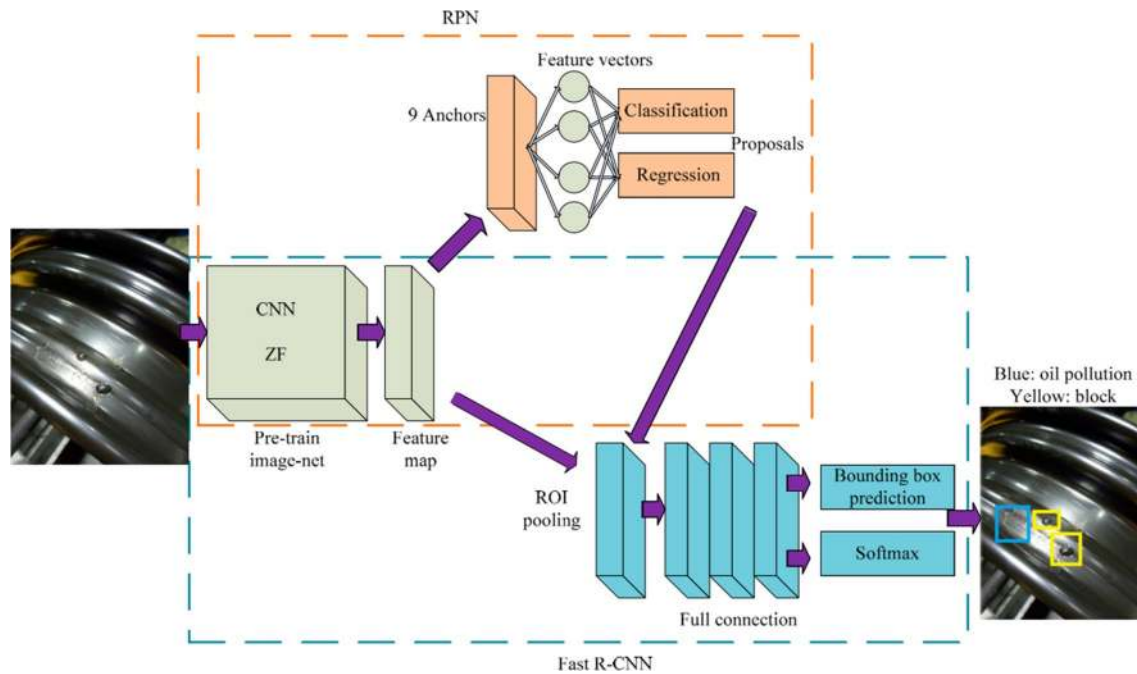 RPN
Feature vectors
9 Anchors
Classification
Proposals
Regression
CNN
ZF
Pre-train
image-net
Feature
map
ROI
pooling
Full connection
Bounding box
prediction
Softmax
Blue: oil pollution
Yellow: block
Fast R-CNN